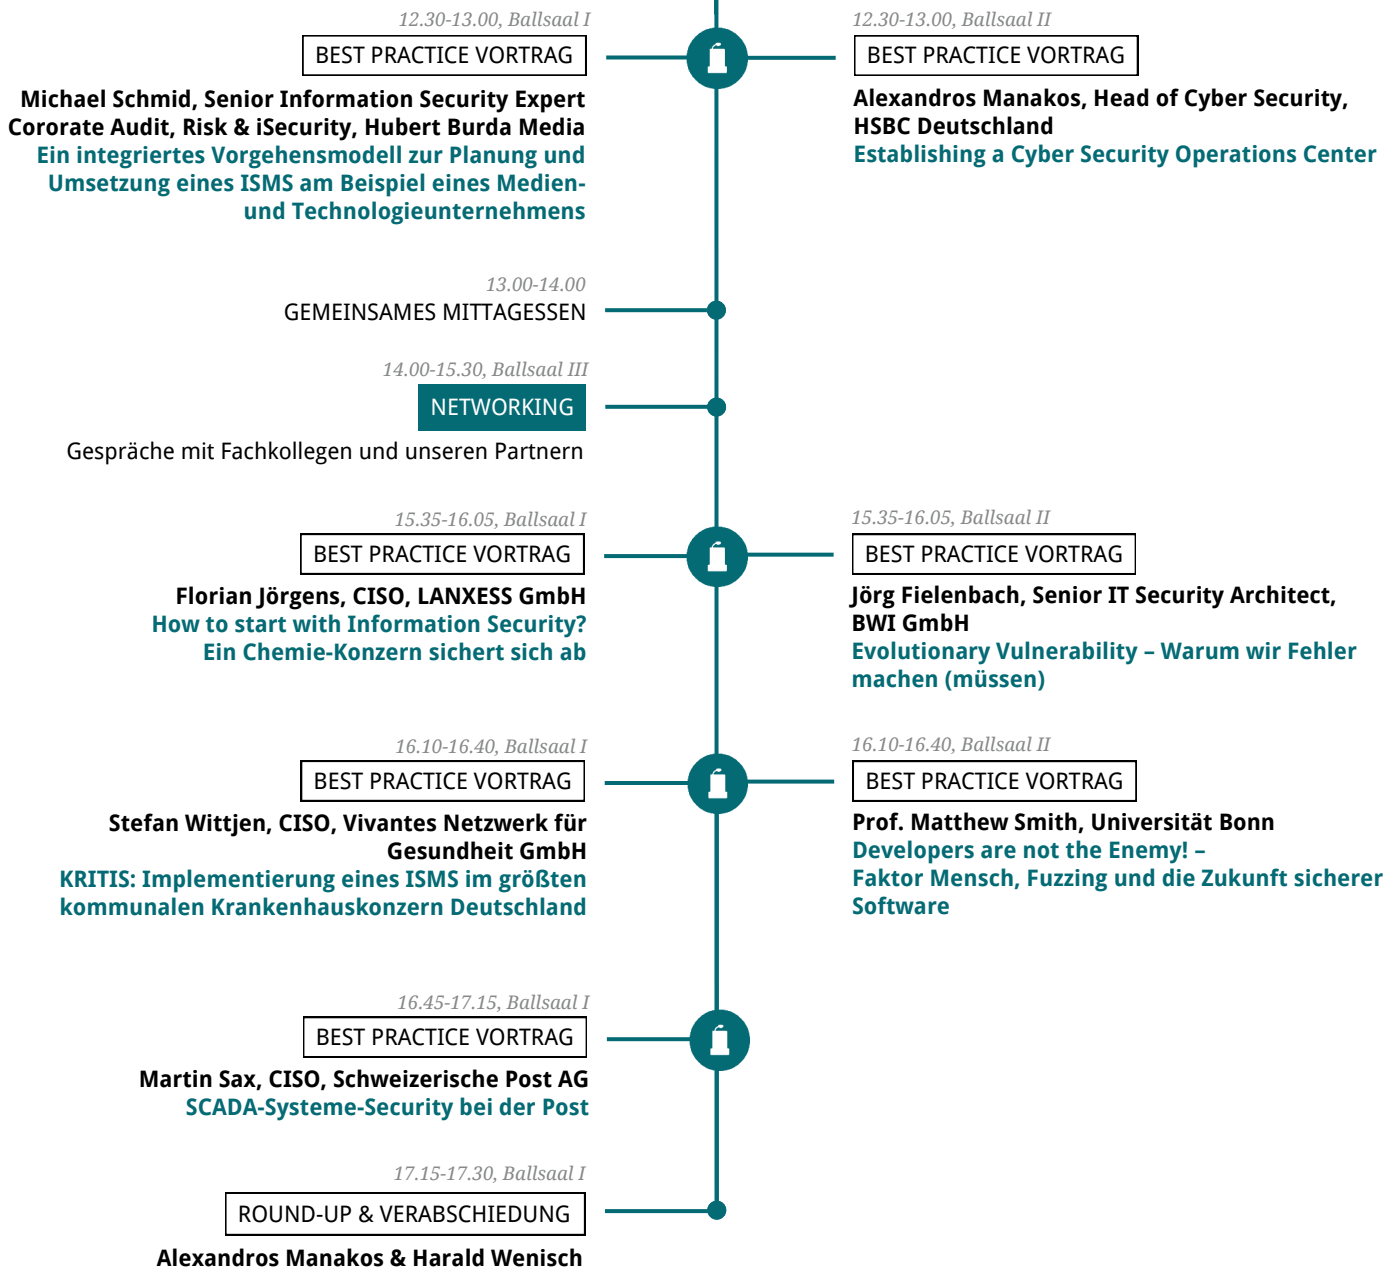 12.30-13.00, Ballsaal I
BEST PRACTICE VORTRAG
Michael Schmid, Senior Information Security Expert
Cororate Audit, Risk & iSecurity, Hubert Burda Media
Ein integriertes Vorgehensmodell zur Planung und
Umsetzung eines ISMS am Beispiel eines Medien-
und Technologieunternehmens
12.30-13.00, Ballsaal II
BEST PRACTICE VORTRAG
Alexandros Manakos, Head of Cyber Security,
HSBC Deutschland
Establishing a Cyber Security Operations Center
13.00-14.00
GEMEINSAMES MITTAGESSEN
14.00-15.30, Ballsaal III
NETWORKING
Gespräche mit Fachkollegen und unseren Partnern
15.35-16.05, Ballsaal I
BEST PRACTICE VORTRAG
Florian Jörgens, CISO, LANXESS GmbH
How to start with Information Security?
Ein Chemie-Konzern sichert sich ab
15.35-16.05, Ballsaal II
BEST PRACTICE VORTRAG
Jörg Fielenbach, Senior IT Security Architect,
BWI GmbH
Evolutionary Vulnerability – Warum wir Fehler
machen (müssen)
16.10-16.40, Ballsaal I
BEST PRACTICE VORTRAG
Stefan Wittjen, CISO, Vivantes Netzwerk für
Gesundheit GmbH
KRITIS: Implementierung eines ISMS im größten
kommunalen Krankenhauskonzern Deutschland
16.10-16.40, Ballsaal II
BEST PRACTICE VORTRAG
Prof. Matthew Smith, Universität Bonn
Developers are not the Enemy! –
Faktor Mensch, Fuzzing und die Zukunft sicherer
Software
16.45-17.15, Ballsaal I
BEST PRACTICE VORTRAG
Martin Sax, CISO, Schweizerische Post AG
SCADA-Systeme-Security bei der Post
17.15-17.30, Ballsaal I
ROUND-UP & VERABSCHIEDUNG
Alexandros Manakos & Harald Wenisch